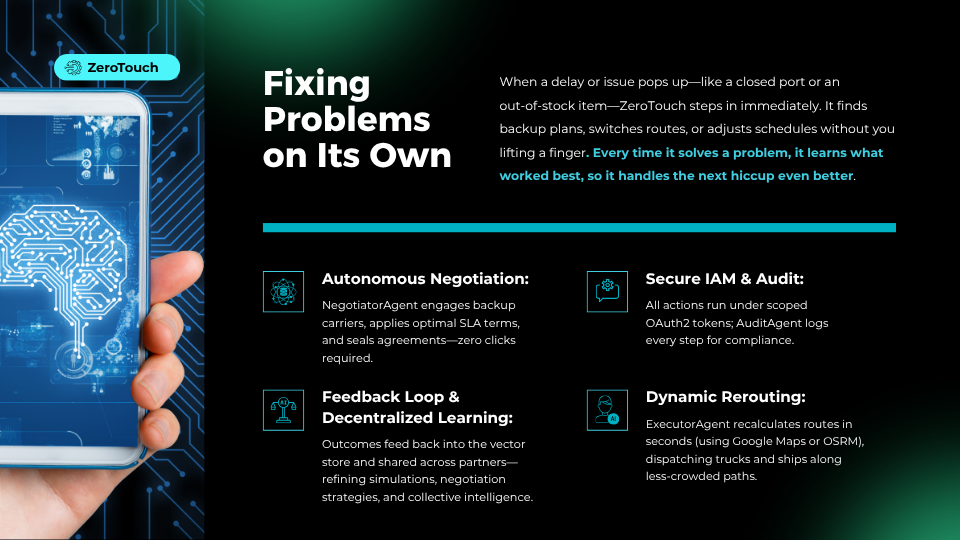 ZeroTouch
Fixing
Problems
on Its Own
When a delay or issue pops up—like a closed port or an
out-of-stock item—ZeroTouch steps in immediately. It finds
backup plans, switches routes, or adjusts schedules without you
lifting a finger. Every time it solves a problem, it learns what
worked best, so it handles the next hiccup even better.
Autonomous Negotiation:
NegotiatorAgent engages backup
carriers, applies optimal SLA terms,
and seals agreements—zero clicks
required.
Secure IAM & Audit:
All actions run under scoped
OAuth2 tokens; AuditAgent logs
every step for compliance.
Feedback Loop &
Decentralized Learning:
Outcomes feed back into the vector
store and shared across partners—
refining simulations, negotiation
strategies, and collective intelligence.
AI
Dynamic Rerouting:
ExecutorAgent recalculates routes in
seconds (using Google Maps or OSRM),
dispatching trucks and ships along
less-crowded paths.
AI